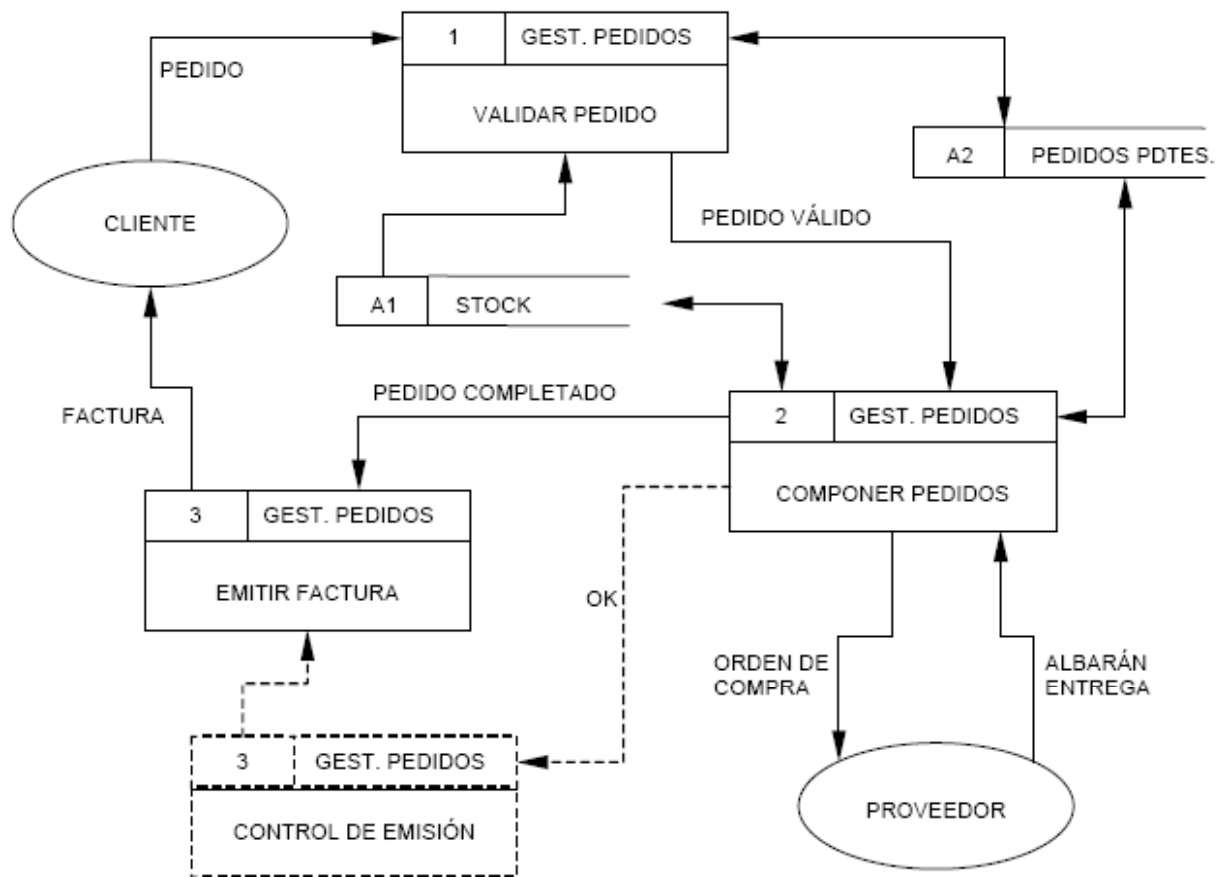 1
GEST. PEDIDOS
VALIDAR PEDIDO
PEDIDO
A2
PEDIDOS PDTES.
CLIENTE
PEDIDO VÁLIDO
A1
STOCK
PEDIDO COMPLETADO
FACTURA
2
GEST. PEDIDOS
COMPONER PEDIDOS
3
GEST. PEDIDOS
EMITIR FACTURA
OK
ORDEN DE
COMPRA
ALBARÁN
ENTREGA
3
GEST. PEDIDOS
CONTROL DE EMISIÓN
PROVEEDOR